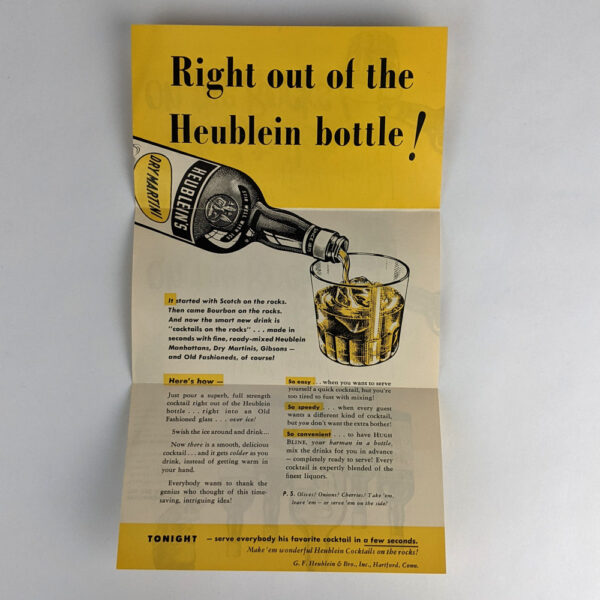 Right out of the
Heublein bottle!
HEUBLEIN'S
DRY MARTINI
It started with Scotch on the rocks.
Then came Bourbon on the rocks.
And now the smart new drink is
"cocktails on the rocks" . . . made in
seconds with fine, ready-mixed Heublein
Manhattans, Dry Martinis, Gibsons —
and Old Fashioneds, of course!
Here's how —
Just pour a superb, full strength
cocktail right out of the Heublein
bottle . . . right into an Old
Fashioned glass . . . over ice!
Swish the ice around and drink...
Now there is a smooth, delicious
cocktail . . . and it gets colder as you
drink, instead of getting warm in
your hand.
Everybody wants to thank the
genius who thought of this time-
saving, intriguing idea!
So easy . . . when you want to serve
yourself a quick cocktail, but you're
too tired to fuss with mixing!
So speedy . . . when every guest
wants a different kind of cocktail,
but you don't want the extra bother!
So convenient . . . to have HUGH
BLINE, your barman in a bottle,
mix the drinks for you in advance
— completely ready to serve! Every
cocktail is expertly blended of the
finest liquors.
P. S. Olives! Onions! Cherries! Take 'em,
leave 'em — or serve 'em on the side!
TONIGHT — serve everybody his favorite cocktail in a few seconds.
Make 'em wonderful Heublein Cocktails on the rocks!
G. F. Heublein & Bro., Inc., Hartford, Conn.